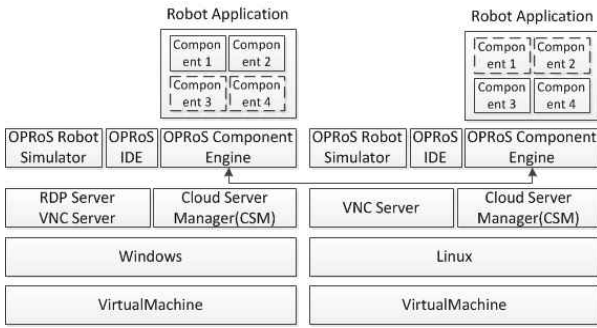 Robot Application
Compon
ent 1
Compon
ent 2
Compon
ent 3
Compon
ent 4
OPRoS Robot
Simulator
OPRoS
IDE
OPRoS Component
Engine
RDP Server
VNC Server
Cloud Server
Manager(CSM)
Windows
VirtualMachine
Robot Application
Compon
ent 1
Compon
ent 2
Compon
ent 3
Compon
ent 4
OPRoS Robot
Simulator
OPRoS
IDE
OPRoS Component
Engine
VNC Server
Cloud Server
Manager(CSM)
Linux
VirtualMachine